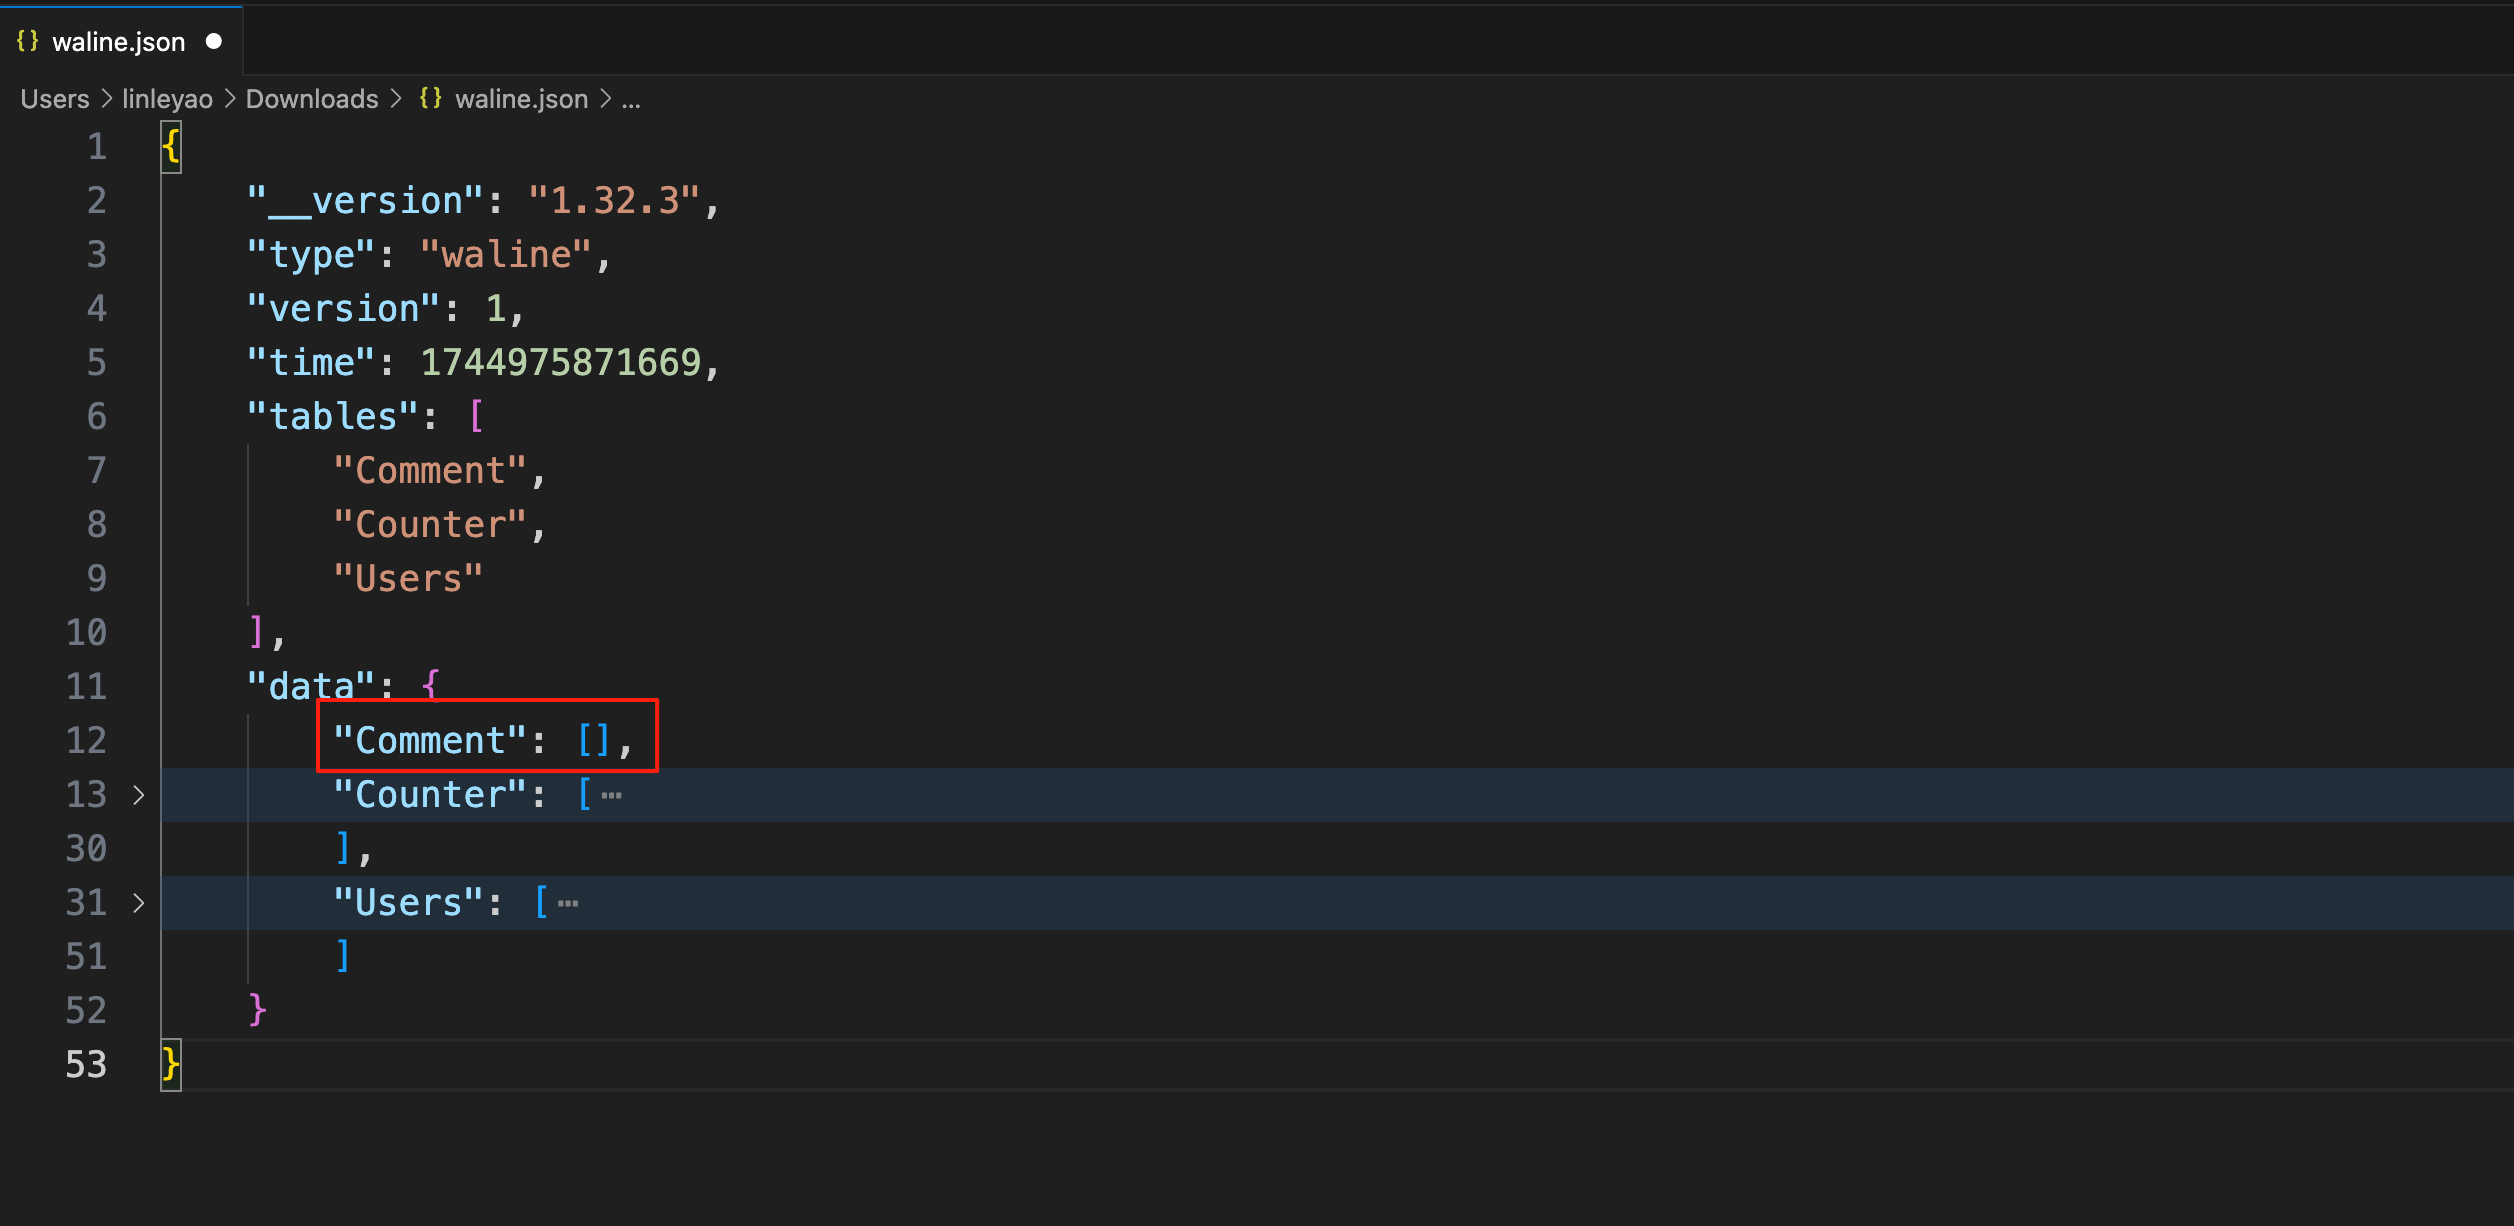 {} waline.json ●
Users > linleyao > Downloads > {} waline.json > ...
1 {
2 "__version": "1.32.3",
3 "type": "waline",
4 "version": 1,
5 "time": 1744975871669,
6 "tables": [
7 "Comment",
8 "Counter",
9 "Users"
10 ],
11 "data": {
12 "Comment": [],
13 > "Counter": [⋯
30 ],
31 > "Users": [⋯
51 ]
52 }
53 }